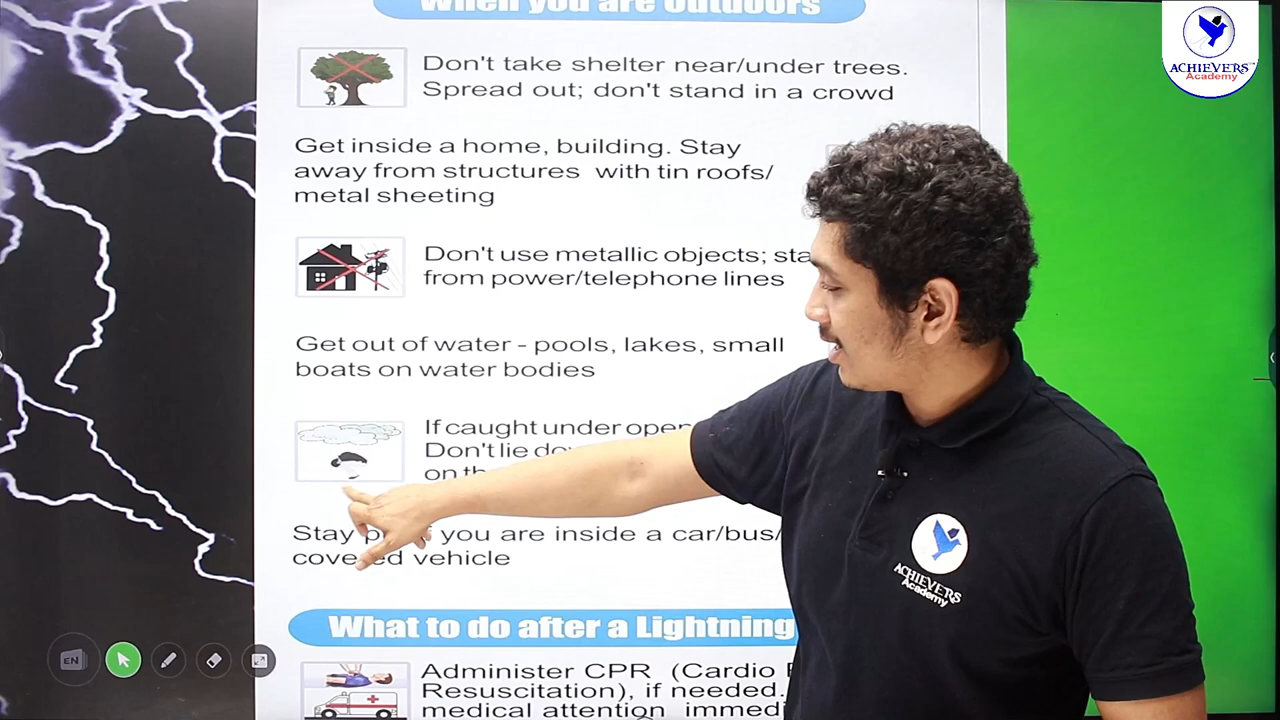 When you are Outdoors
ACHIEVERS
Academy
Don't take shelter near/under trees.
Spread out; don't stand in a crowd
Get inside a home, building. Stay
away from structures with tin roofs/
metal sheeting
Don't use metallic objects;
from power/telephone lines
Get out of water - pools, lakes, small
boats on water bodies
If caught under
Don't lie
on
Stay you are inside a car/bus/
covered vehicle
What to do after a Lightning
Administer CPR (Cardio
Resuscitation), if needed.
medical attention
EN
ACHIEVERS
Academy